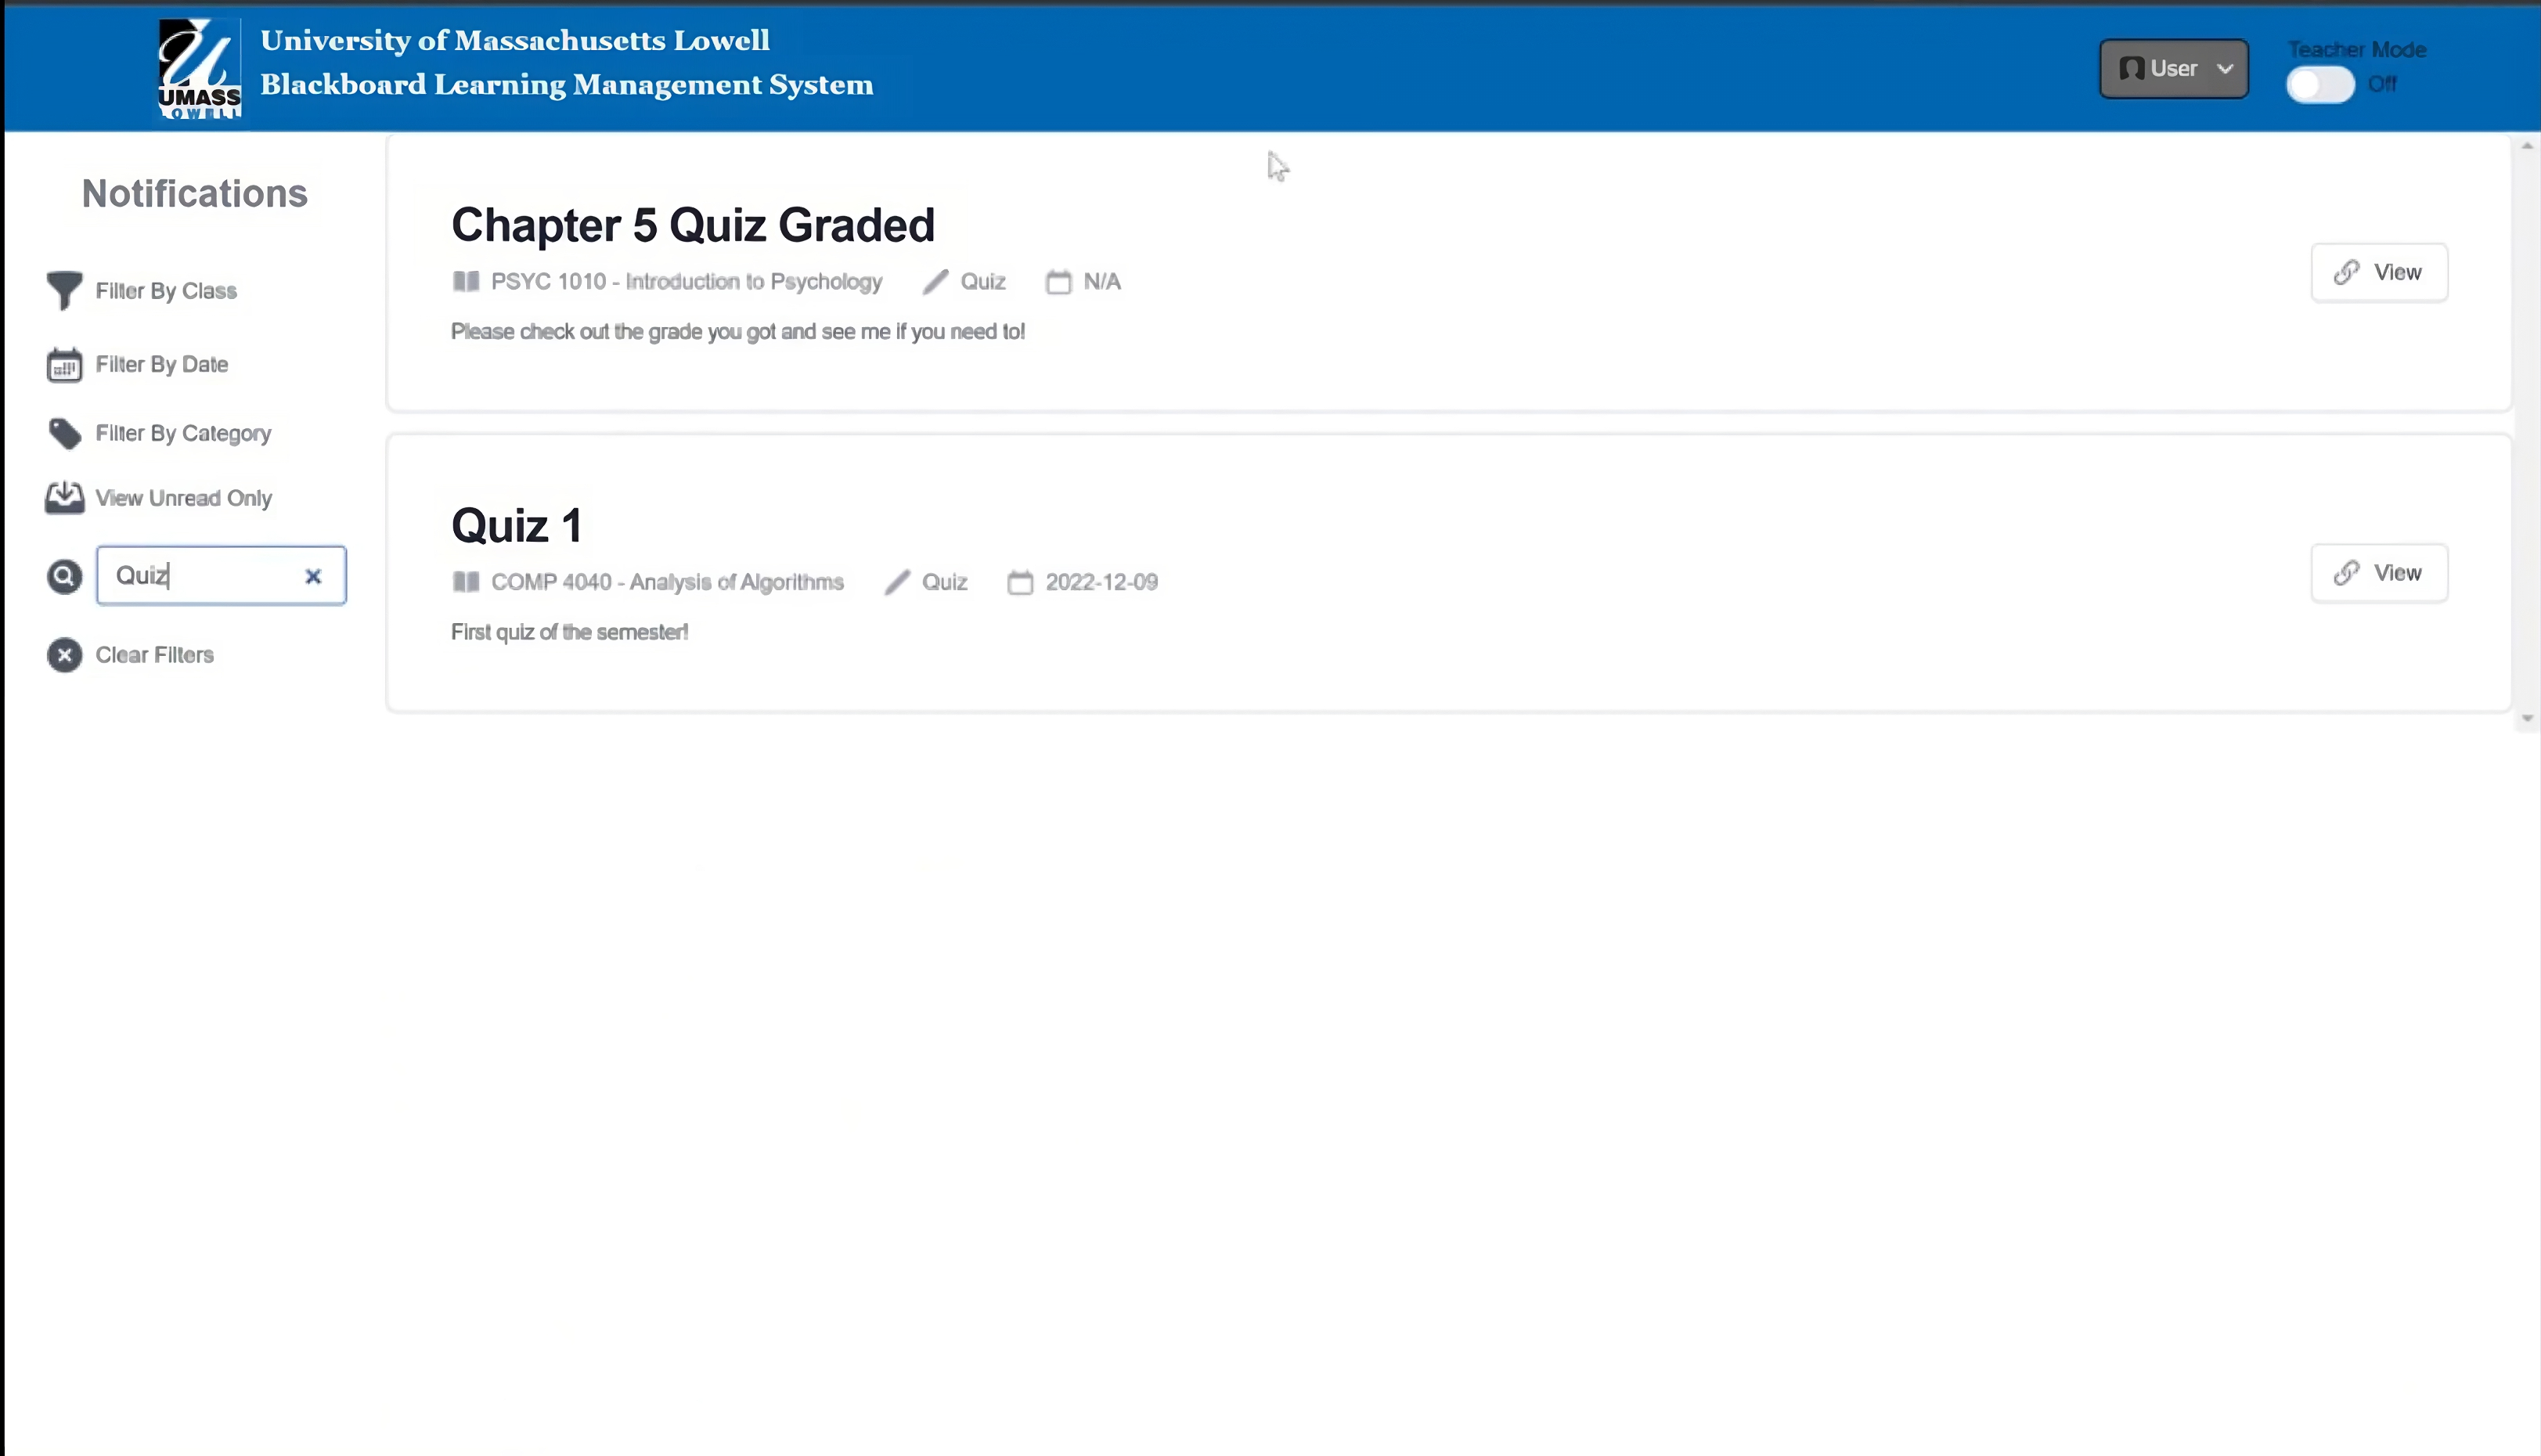 UMASS
LOWELL
University of Massachusetts Lowell
Blackboard Learning Management System
User
Teacher Mode
Off
Notifications
Filter By Class
Filter By Date
Filter By Category
View Unread Only
Quiz
Clear Filters
Chapter 5 Quiz Graded
PSYC 1010 - Introduction to Psychology Quiz N/A
Please check out the grade you got and see me if you need to!
View
Quiz 1
COMP 4040 - Analysis of Algorithms Quiz 2022-12-09
First quiz of the semester!
View